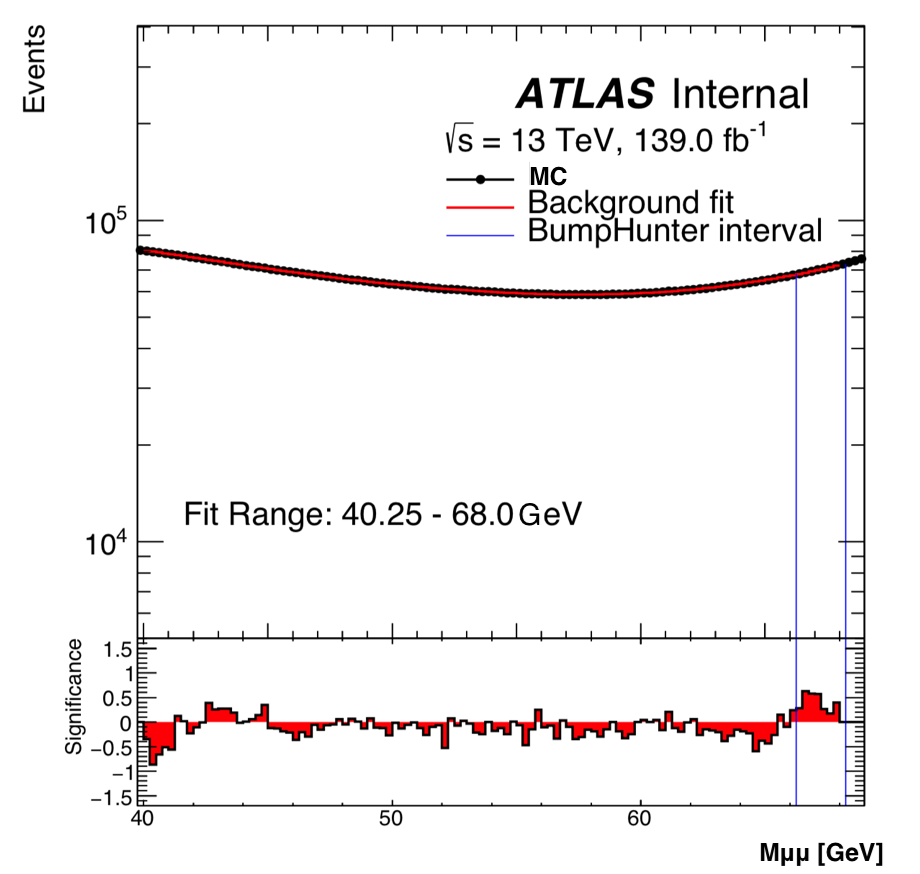 Events
ATLAS Internal
√s = 13 TeV, 139.0 fb⁻¹
MC
Background fit
BumpHunter interval
10⁵
Fit Range: 40.25 - 68.0 GeV
10⁴
Significance
1.5
1
0.5
0
−0.5
−1
−1.5
40 50 60
Mμμ [GeV]